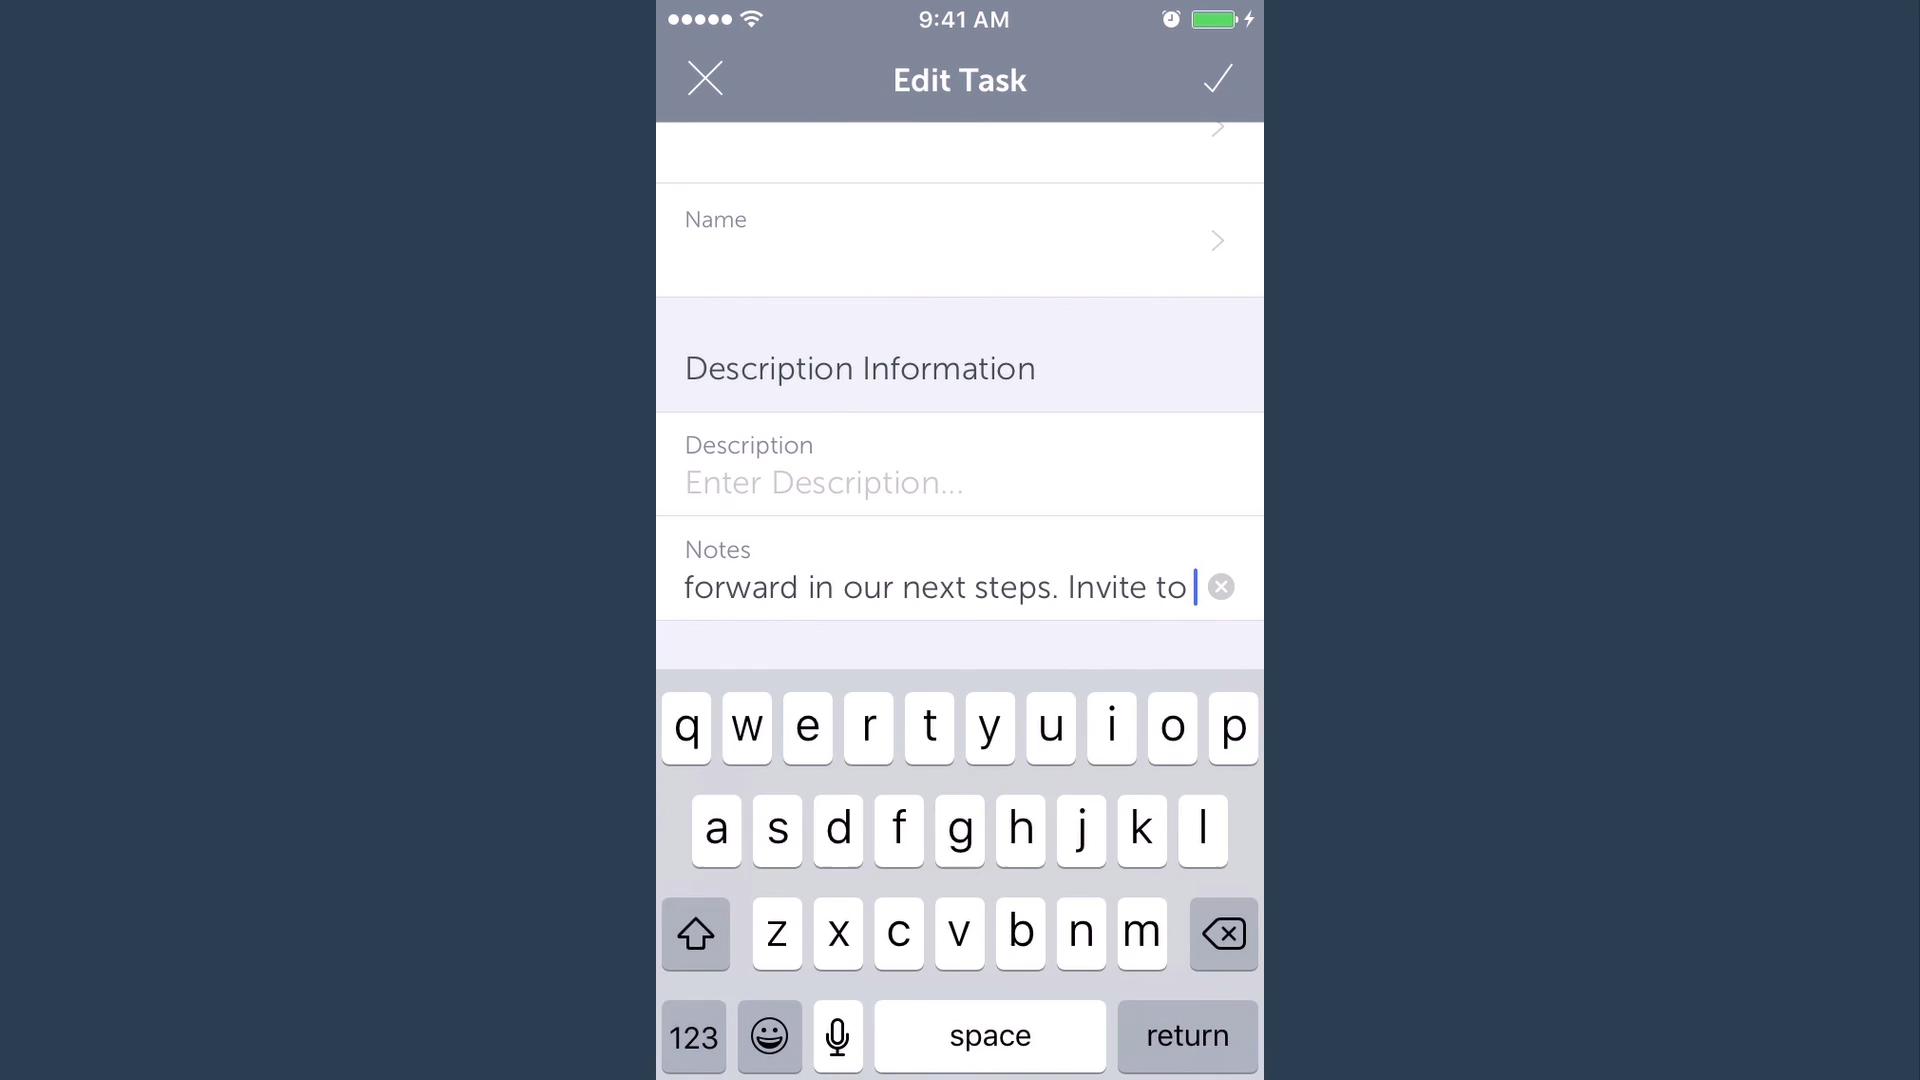 9:41 AM
Edit Task
Name
Description Information
Description
Enter Description...
Notes
forward in our next steps. Invite to
q w e r t y u i o p
a s d f g h j k l
z x c v b n m
123 space return